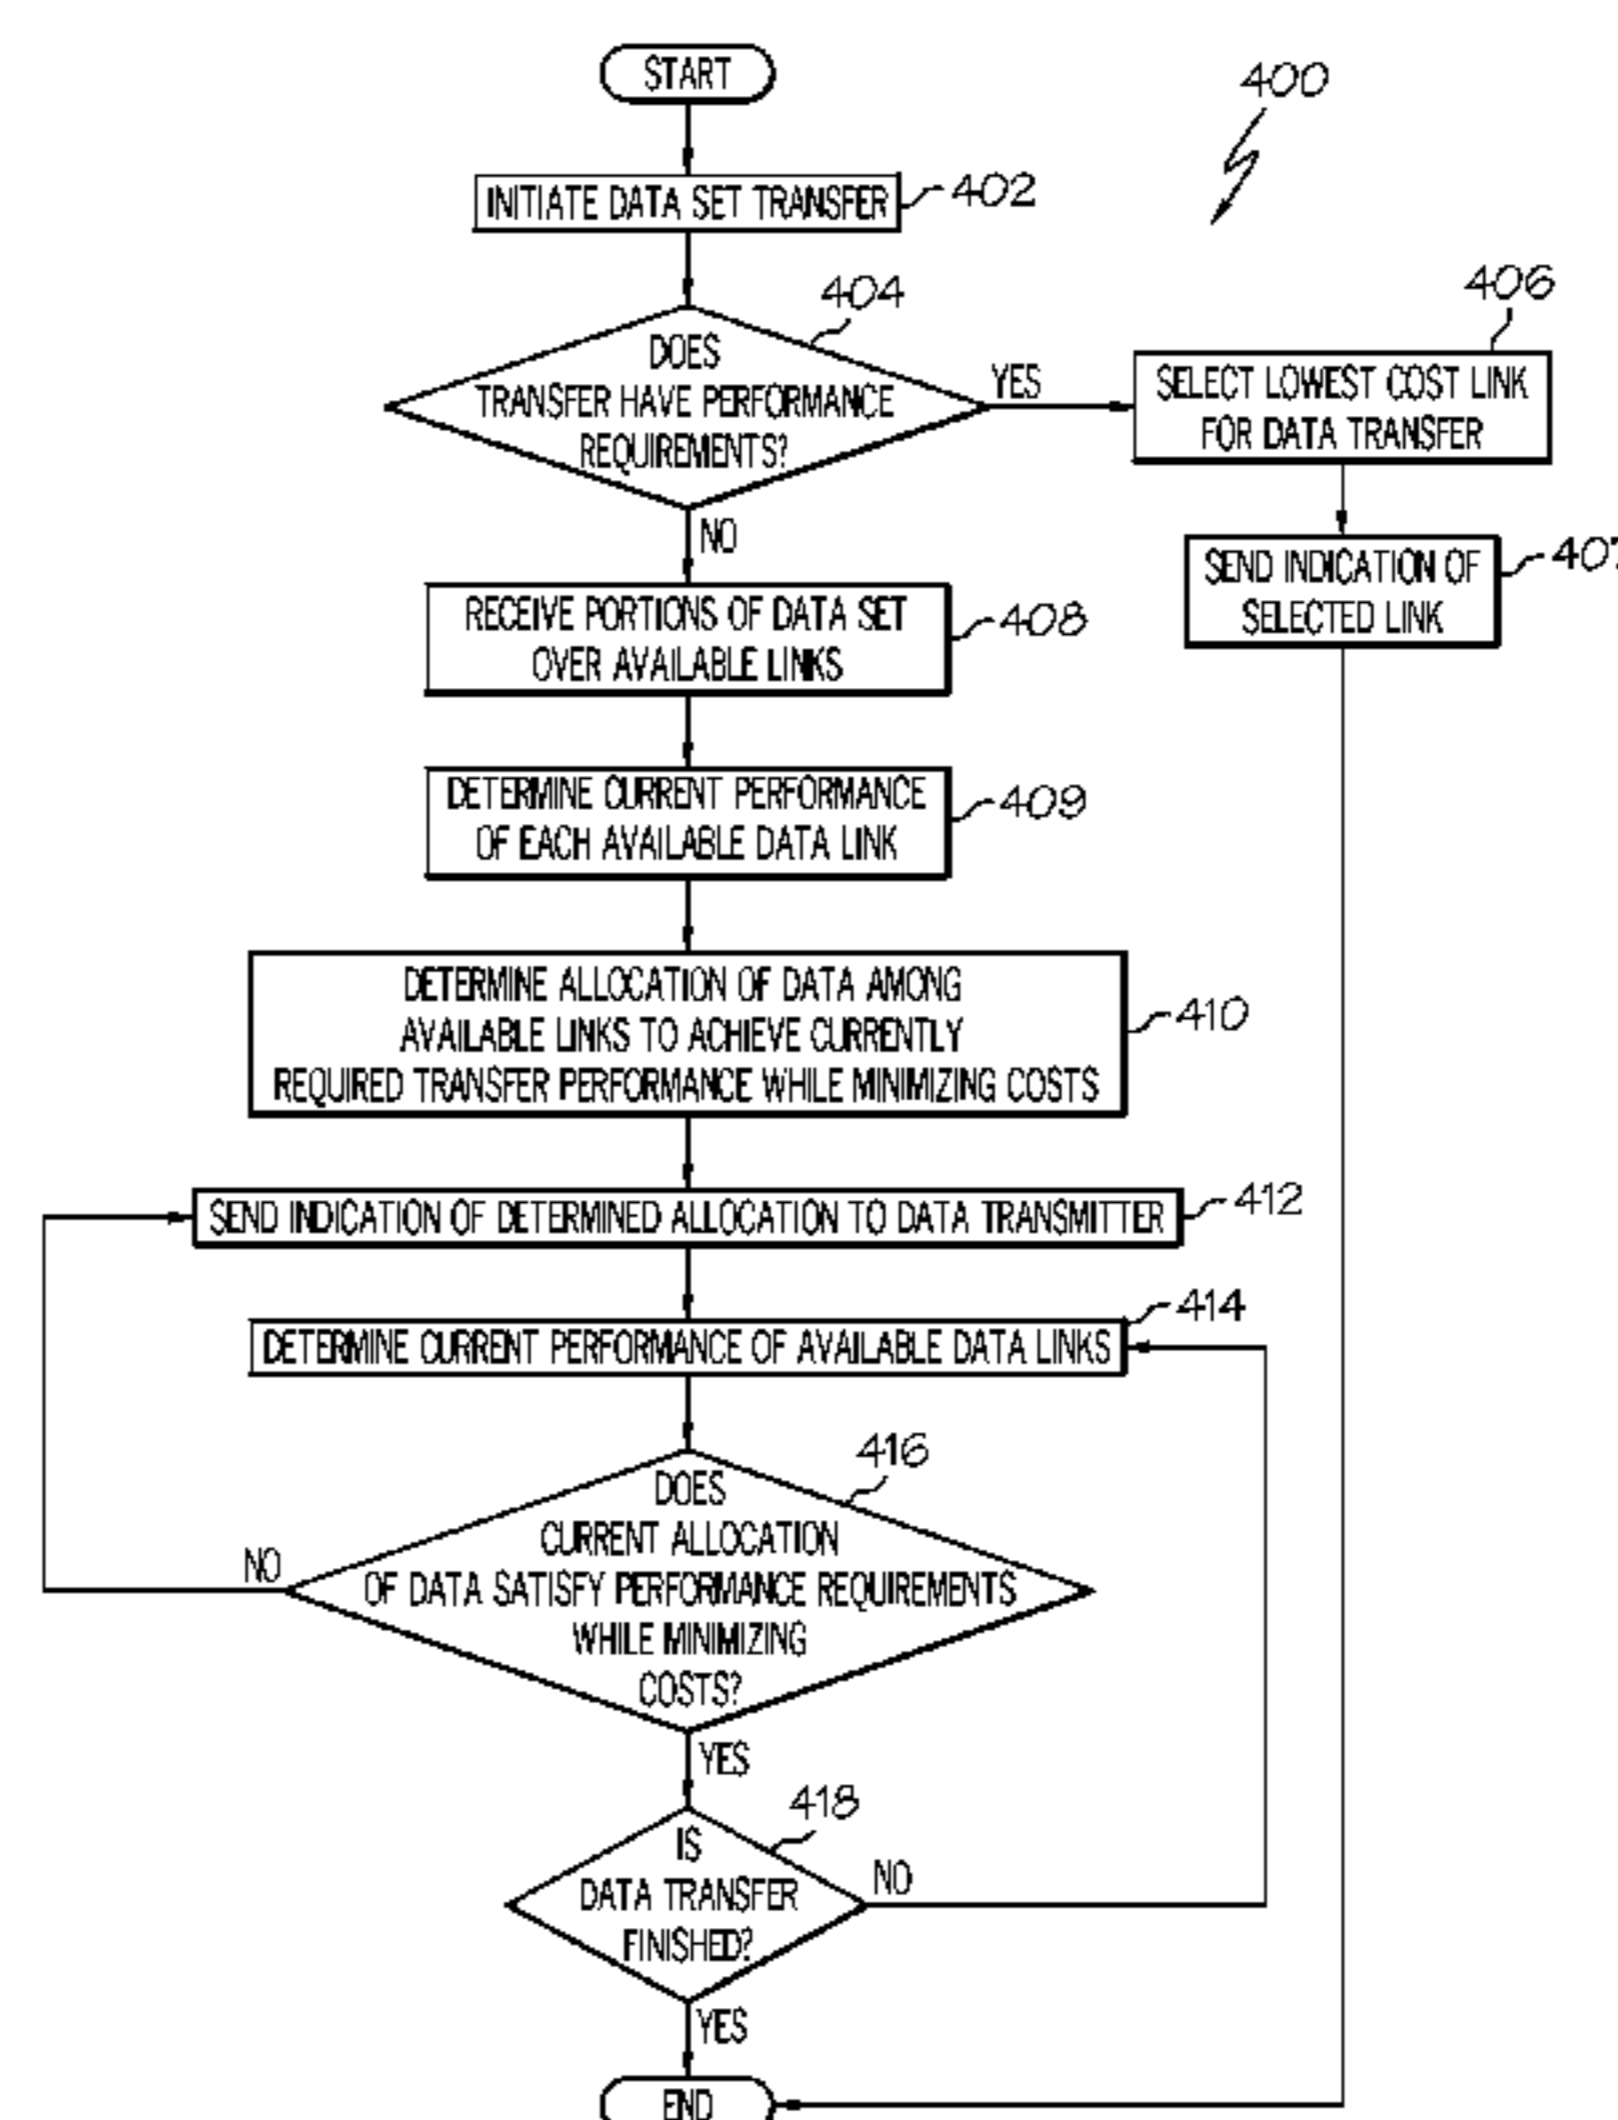 START
400
INITIATE DATA SET TRANSFER
402
404
DOES
TRANSFER HAVE PERFORMANCE
REQUIREMENTS?
YES
406
SELECT LOWEST COST LINK
FOR DATA TRANSFER
NO
SEND INDICATION OF
SELECTED LINK
407
RECEIVE PORTIONS OF DATA SET
OVER AVAILABLE LINKS
408
DETERMINE CURRENT PERFORMANCE
OF EACH AVAILABLE DATA LINK
409
DETERMINE ALLOCATION OF DATA AMONG
AVAILABLE LINKS TO ACHIEVE CURRENTLY
REQUIRED TRANSFER PERFORMANCE WHILE MINIMIZING COSTS
410
SEND INDICATION OF DETERMINED ALLOCATION TO DATA TRANSMITTER
412
DETERMINE CURRENT PERFORMANCE OF AVAILABLE DATA LINKS
414
416
DOES
CURRENT ALLOCATION
OF DATA SATISFY PERFORMANCE REQUIREMENTS
WHILE MINIMIZING
COSTS?
NO
YES
418
IS
DATA TRANSFER
FINISHED?
NO
YES
END